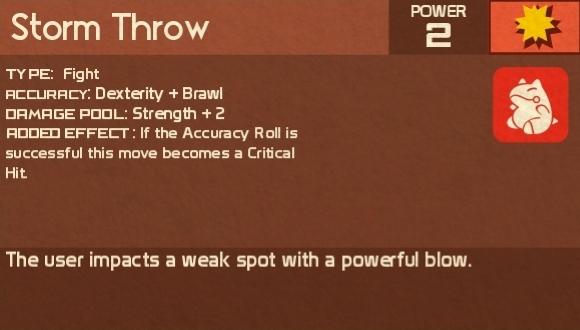 Storm Throw
POWER
2
TYPE: Fight
ACCURACY: Dexterity + Brawl
DAMAGE POOL: Strength + 2
ADDED EFFECT : If the Accuracy Roll is
successful this move becomes a Critical
Hit.
The user impacts a weak spot with a powerful blow.